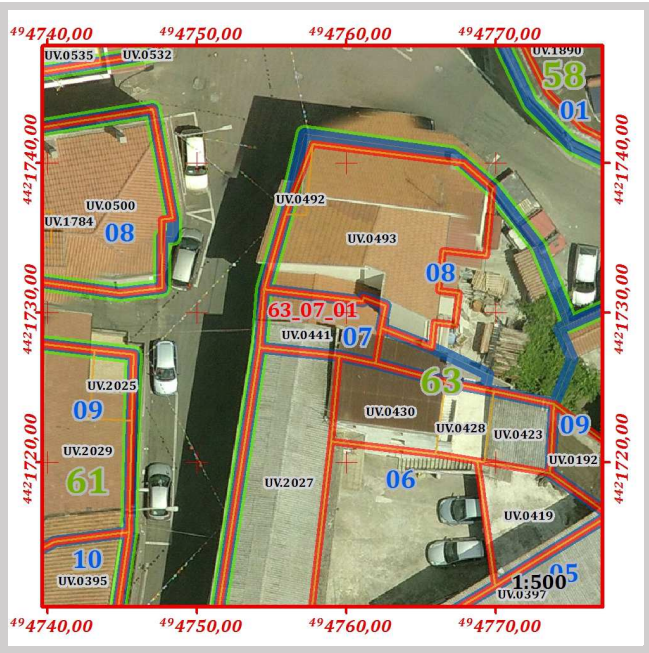 ⁴⁹4740,00 ⁴⁹4750,00 ⁴⁹4760,00 ⁴⁹4770,00
UV.0535 UV.0532 UV.1890
58
01
⁴⁴²¹740,00 ⁴⁴²¹740,00
UV.0500 UV.0492
UV.1784 08 UV.0493
08
⁴⁴²¹730,00 63_07_01 ⁴⁴²¹730,00
UV.0441 07
UV.2025 63
09 UV.0430 UV.0428 UV.0423 09
⁴⁴²¹720,00 UV.2029 UV.0192 ⁴⁴²¹720,00
61 UV.2027 06
UV.0419
10 05
UV.0395 1:500
UV.0397
⁴⁹4740,00 ⁴⁹4750,00 ⁴⁹4760,00 ⁴⁹4770,00